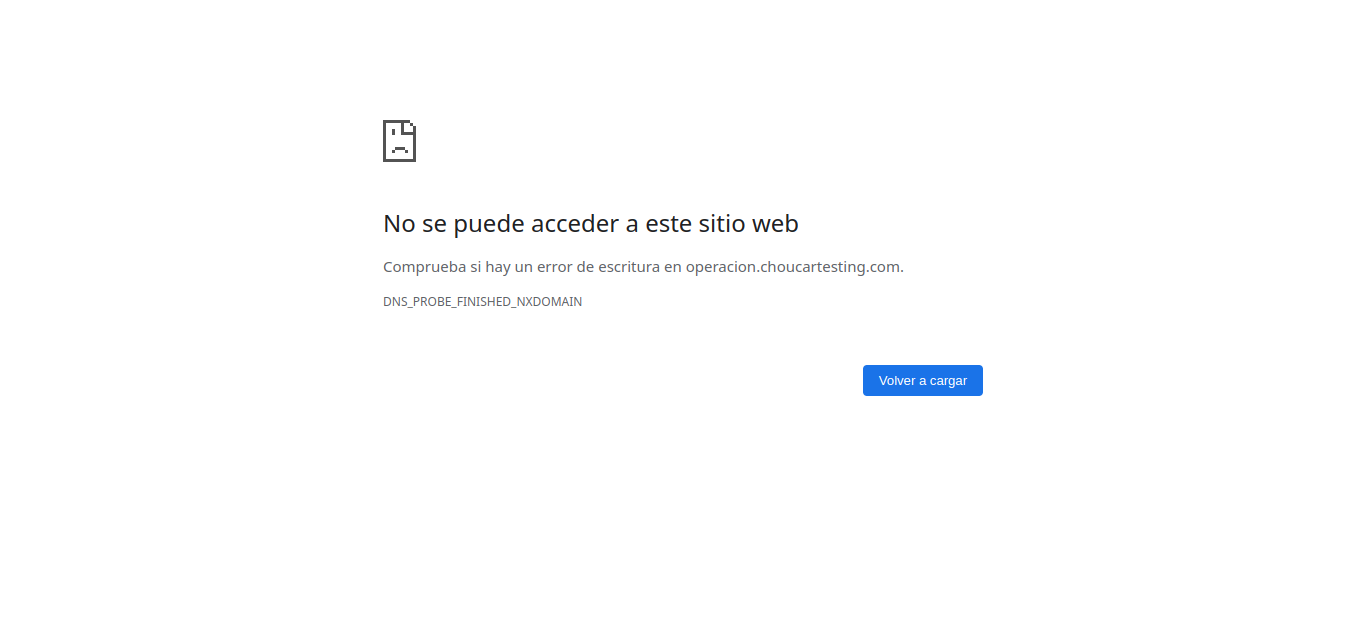 No se puede acceder a este sitio web
Comprueba si hay un error de escritura en operacion.choucartesting.com.
DNS_PROBE_FINISHED_NXDOMAIN
Volver a cargar